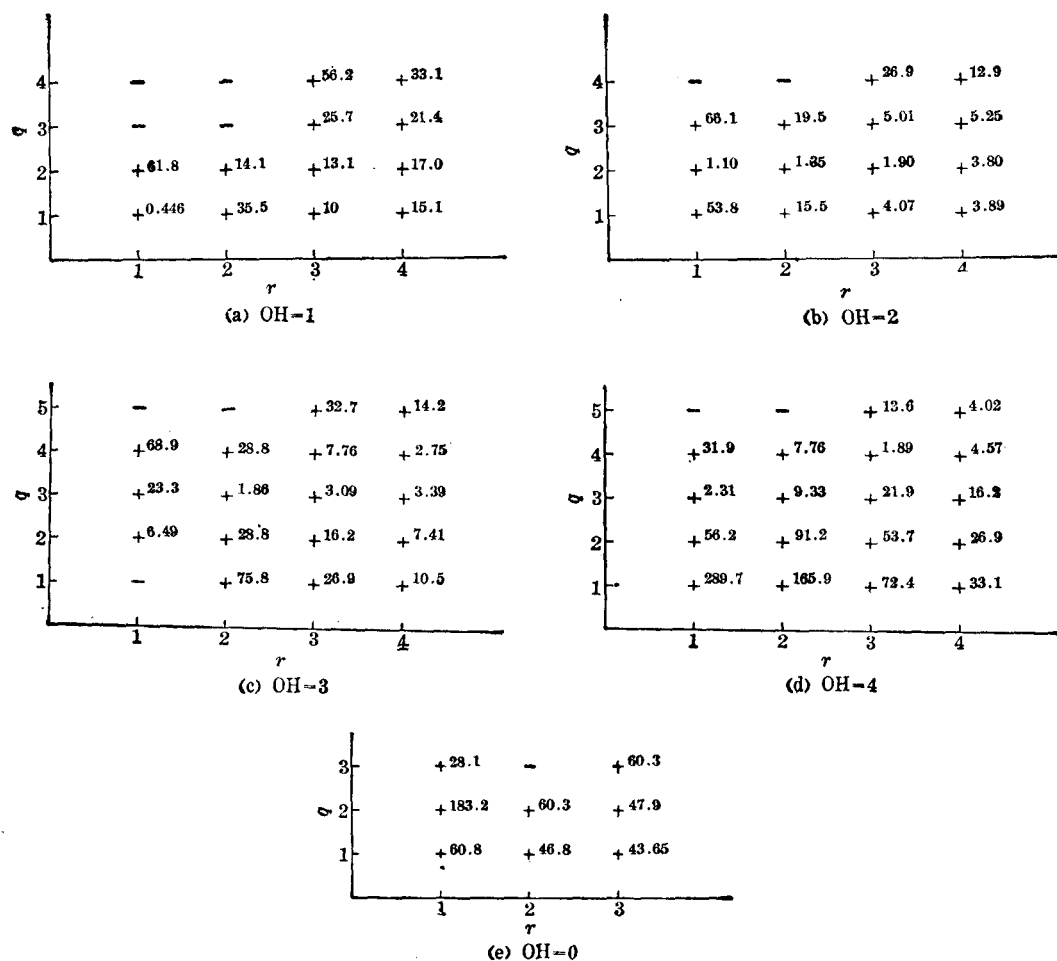 4 − − +56.2 +33.1
q 3 − − +25.7 +21.4
2 +61.8 +14.1 +13.1 +17.0
1 +0.446 +35.5 +10 +15.1
1 2 3 4
r
(a) OH=1
4 − − +26.9 +12.9
q 3 +66.1 +19.5 +5.01 +5.25
2 +1.10 +1.35 +1.90 +3.80
1 +53.8 +15.5 +4.07 +3.89
1 2 3 4
r
(b) OH=2
5 − − +32.7 +14.2
4 +68.9 +28.8 +7.76 +2.75
q 3 +23.3 +1.86 +3.09 +3.39
2 +6.49 +28.8 +16.2 +7.41
1 − +75.8 +26.9 +10.5
1 2 3 4
r
(c) OH=3
5 − − +13.6 +4.02
4 +31.9 +7.76 +1.89 +4.57
q 3 +2.31 +9.33 +21.9 +16.2
2 +56.2 +91.2 +53.7 +26.9
1 +289.7 +165.9 +72.4 +33.1
1 2 3 4
r
(d) OH=4
3 +28.1 − +60.3
q 2 +183.2 +60.3 +47.9
1 +60.8 +46.8 +43.65
1 2 3
r
(e) OH=0